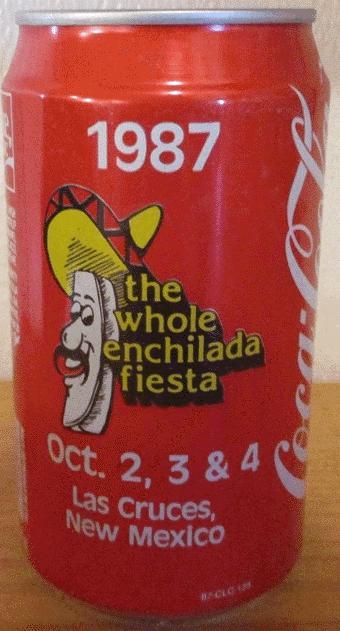 1987
the
whole
enchilada
fiesta
Oct. 2, 3 & 4
Las Cruces,
New Mexico
Coca-Cola